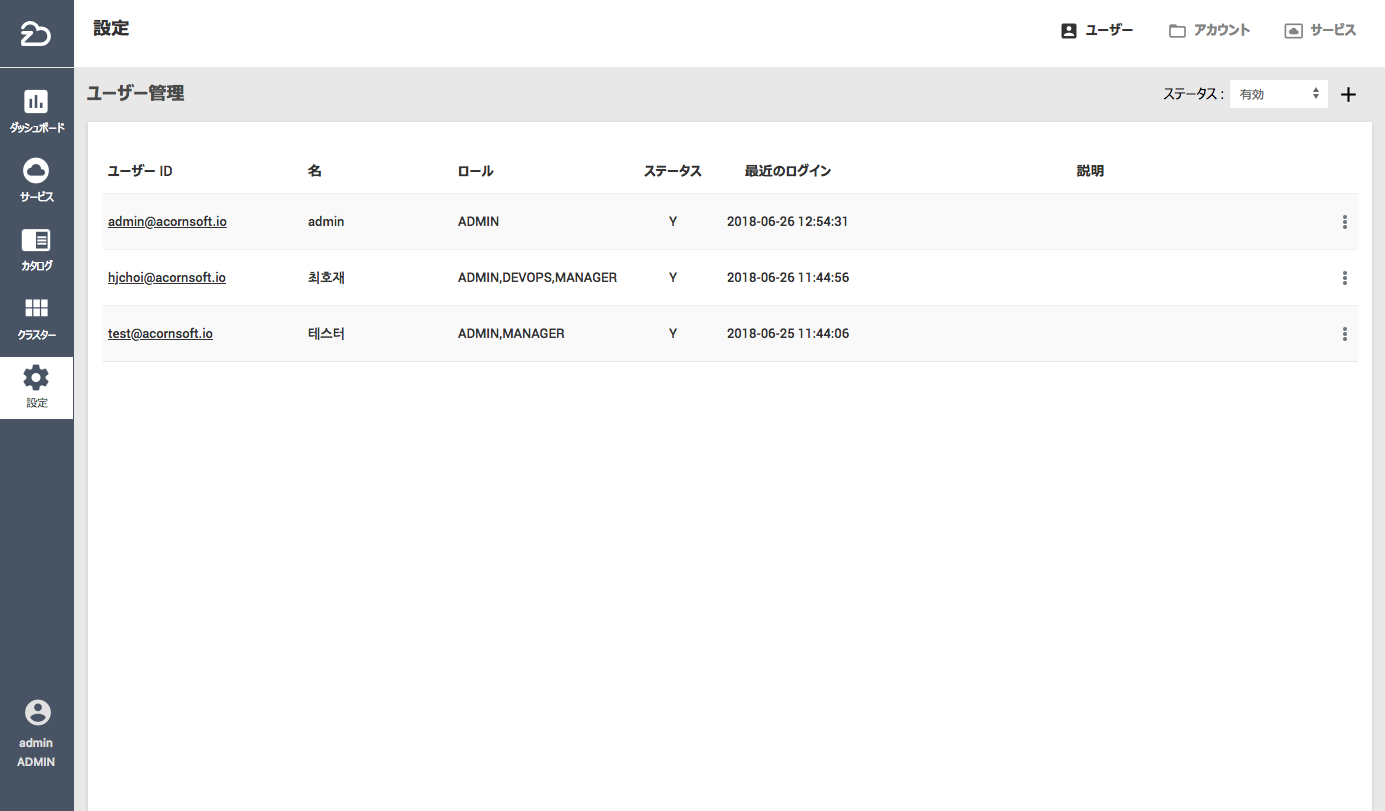 設定
ユーザー
アカウント
サービス
ダッシュボード
サービス
カタログ
クラスター
設定
admin
ADMIN
ユーザー管理
ステータス : 有効
ユーザー ID 名 ロール ステータス 最近のログイン 説明
admin@acornsoft.io admin ADMIN Y 2018-06-26 12:54:31
hjchoi@acornsoft.io 최호재 ADMIN,DEVOPS,MANAGER Y 2018-06-26 11:44:56
test@acornsoft.io 테스터 ADMIN,MANAGER Y 2018-06-25 11:44:06